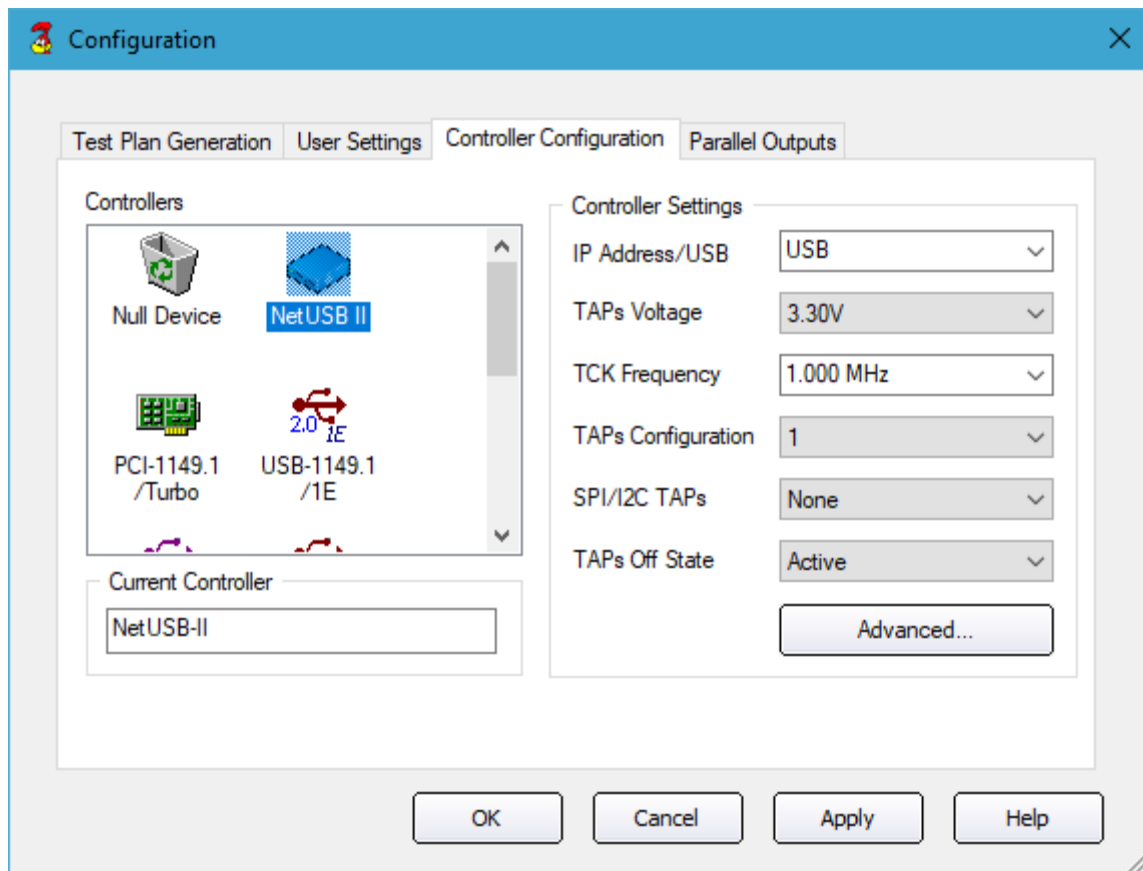 Configuration
Test Plan Generation
User Settings
Controller Configuration
Parallel Outputs
Controllers
Null Device
NetUSB II
PCI-1149.1
/Turbo
2.0
1E
USB-1149.1
/1E
Current Controller
NetUSB-II
Controller Settings
IP Address/USB
USB
TAPs Voltage
3.30V
TCK Frequency
1.000 MHz
TAPs Configuration
1
SPI/I2C TAPs
None
TAPs Off State
Active
Advanced...
OK
Cancel
Apply
Help